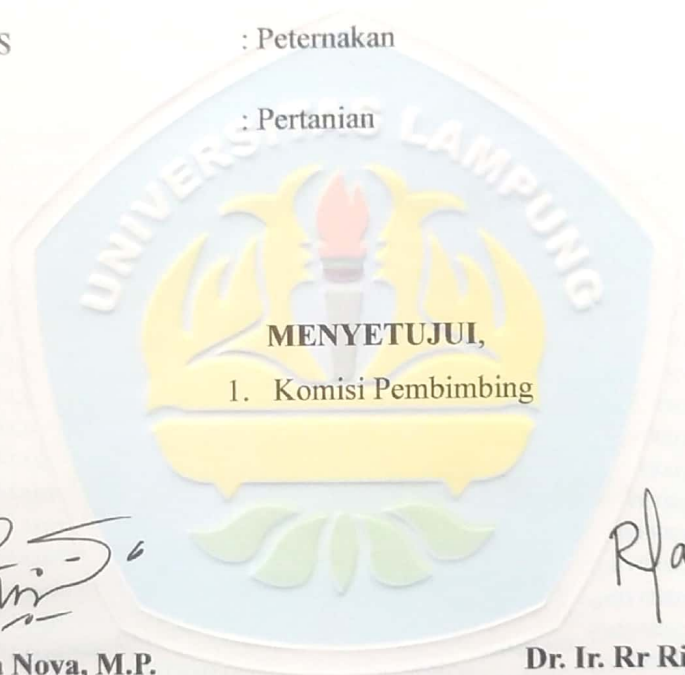 : Peternakan
: Pertanian
UNIVERSITAS LAMPUNG
MENYETUJUI,
1. Komisi Pembimbing
Nova, M.P.
Dr. Ir. Rr Ri